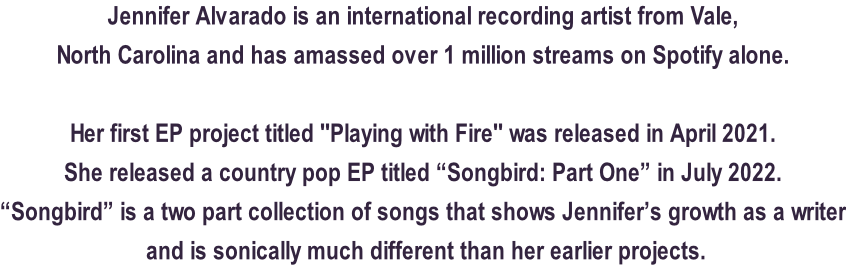 Jennifer Alvarado is an international recording artist from Vale,
North Carolina and has amassed over 1 million streams on Spotify alone.
Her first EP project titled "Playing with Fire" was released in April 2021.
She released a country pop EP titled “Songbird: Part One” in July 2022.
“Songbird” is a two part collection of songs that shows Jennifer’s growth as a writer
and is sonically much different than her earlier projects.